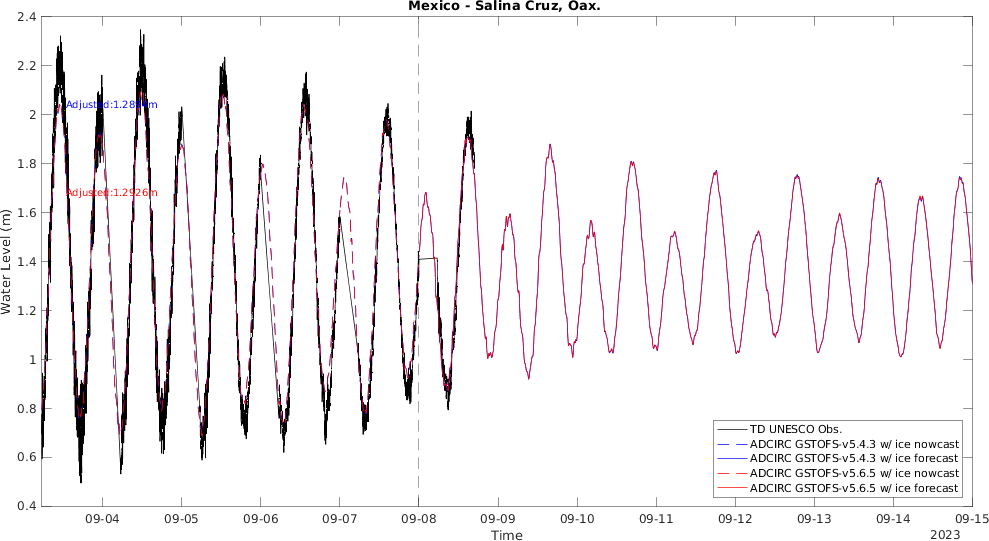 Mexico - Salina Cruz, Oax.
2.4
2.2
2
1.8
1.6
1.4
1.2
1
0.8
0.6
0.4
Water Level (m)
Adjusted:1.2926m
TD UNESCO Obs.
ADCIRC GSTOFS-v5.4.3 w/ ice nowcast
ADCIRC GSTOFS-v5.4.3 w/ ice forecast
ADCIRC GSTOFS-v5.6.5 w/ ice nowcast
ADCIRC GSTOFS-v5.6.5 w/ ice forecast
09-04 09-05 09-06 09-07 09-08 09-09 09-10 09-11 09-12 09-13 09-14 09-15
Time
2023